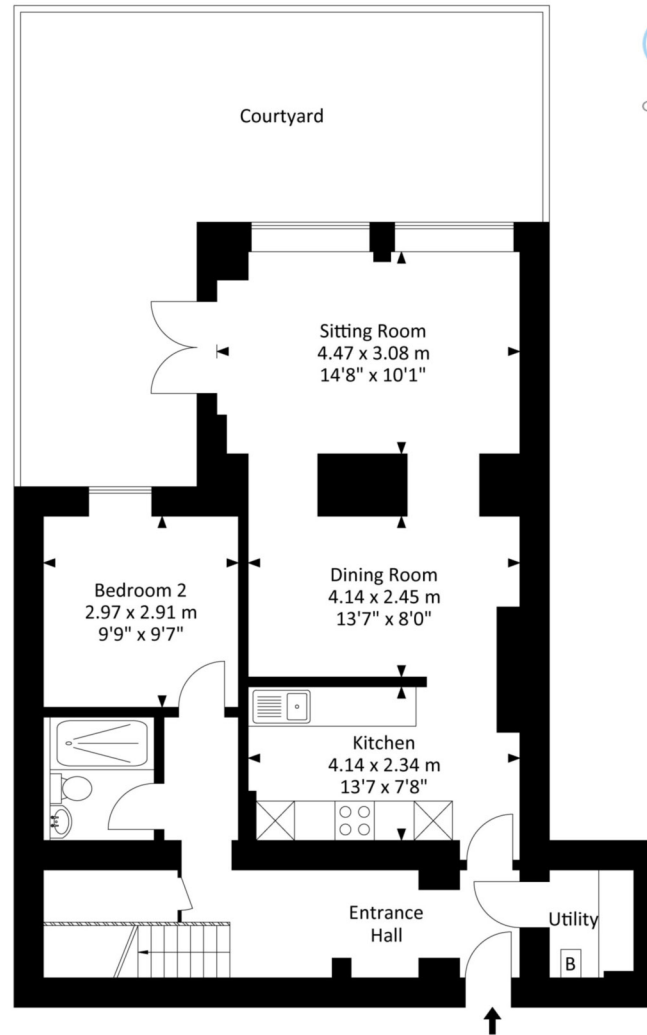 Courtyard
Sitting Room
4.47 x 3.08 m
14'8" x 10'1"
Bedroom 2
2.97 x 2.91 m
9'9" x 9'7"
Dining Room
4.14 x 2.45 m
13'7" x 8'0"
Kitchen
4.14 x 2.34 m
13'7 x 7'8"
Entrance
Hall
Utility
B